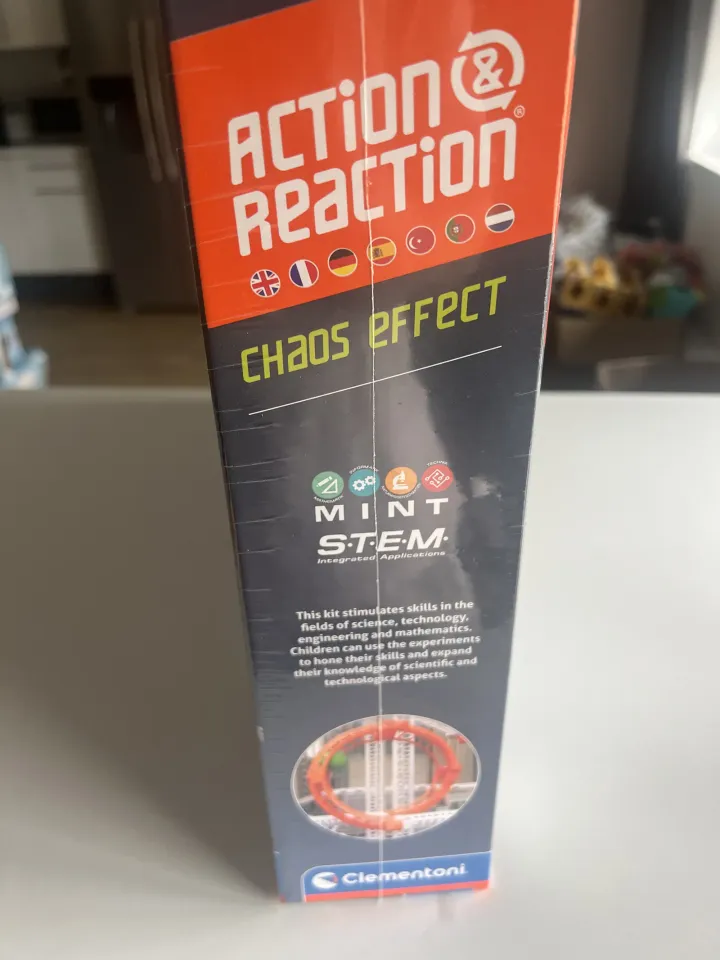 ACTION &
REACTION®
CHAOS EFFECT
MINT
S·T·E·M·
Integrated Applications
This kit stimulates skills in the
fields of science, technology,
engineering and mathematics.
Children can use the experiments
to hone their skills and expand
their knowledge of scientific and
technological aspects.
Clementoni